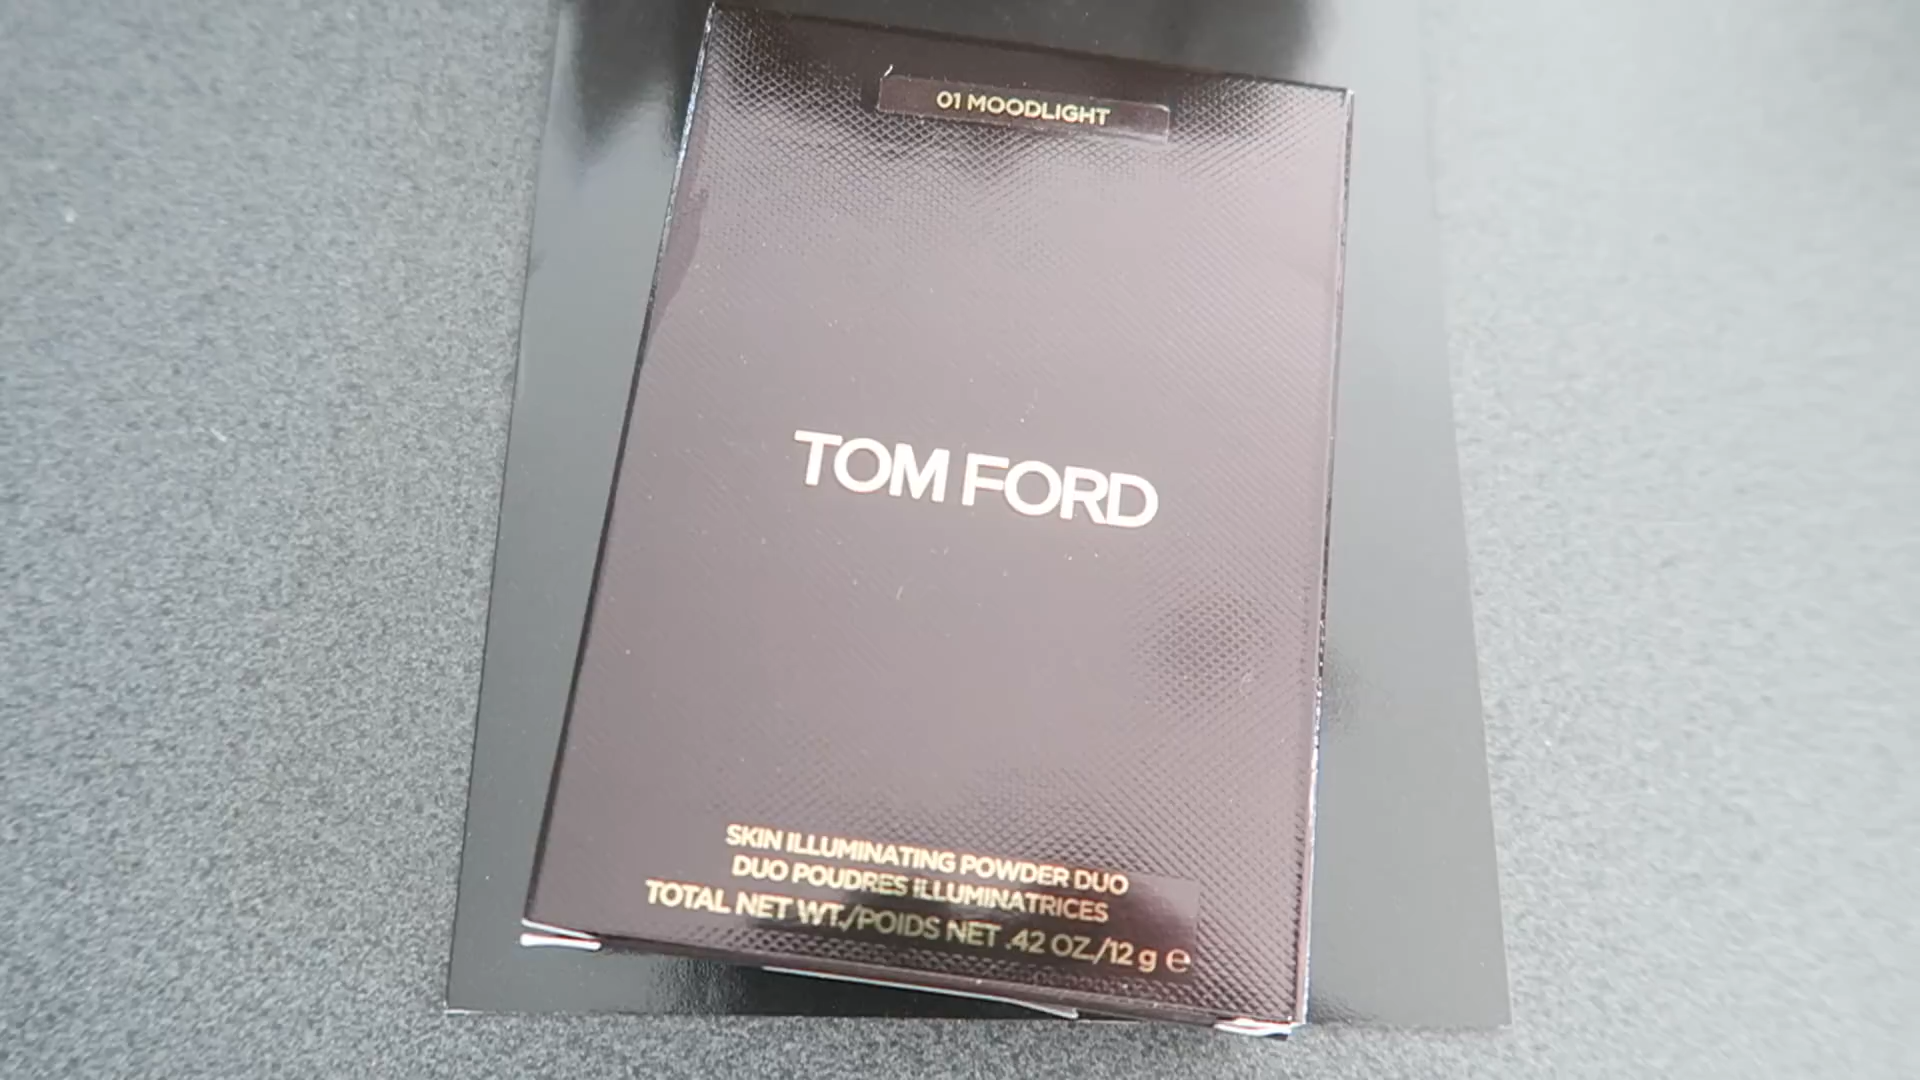 01 MOODLIGHT
TOM FORD
SKIN ILLUMINATING POWDER DUO
DUO POUDRES ILLUMINATRICES
TOTAL NET WT./POIDS NET .42 OZ./12 g ℮